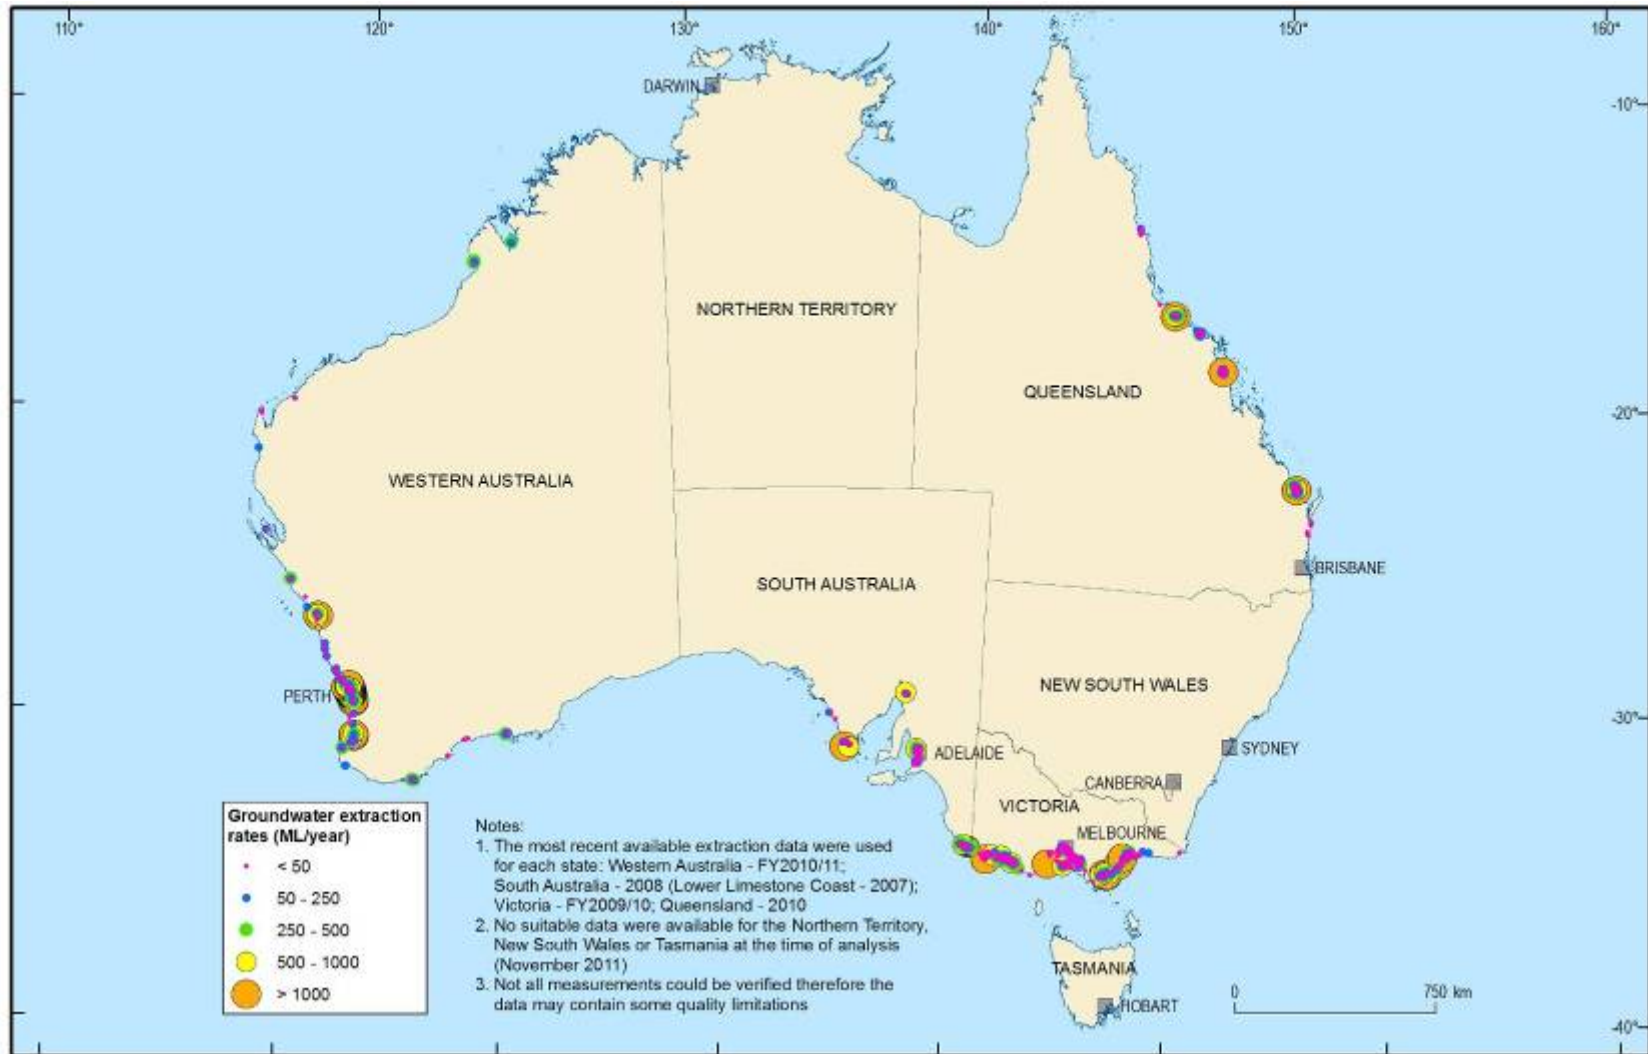 110° 120° 130° 140° 150° 160°
DARWIN
-10°
NORTHERN TERRITORY
QUEENSLAND
-20°
WESTERN AUSTRALIA
BRISBANE
SOUTH AUSTRALIA
NEW SOUTH WALES
PERTH
-30°
ADELAIDE
SYDNEY
CANBERRA
VICTORIA
MELBOURNE
Groundwater extraction
rates (ML/year)
< 50
50 - 250
250 - 500
500 - 1000
> 1000
Notes:
1. The most recent available extraction data were used
for each state: Western Australia - FY2010/11;
South Australia - 2008 (Lower Limestone Coast - 2007);
Victoria - FY2009/10; Queensland - 2010
2. No suitable data were available for the Northern Territory,
New South Wales or Tasmania at the time of analysis
(November 2011)
3. Not all measurements could be verified therefore the
data may contain some quality limitations
TASMANIA
HOBART
0 750 km
-40°